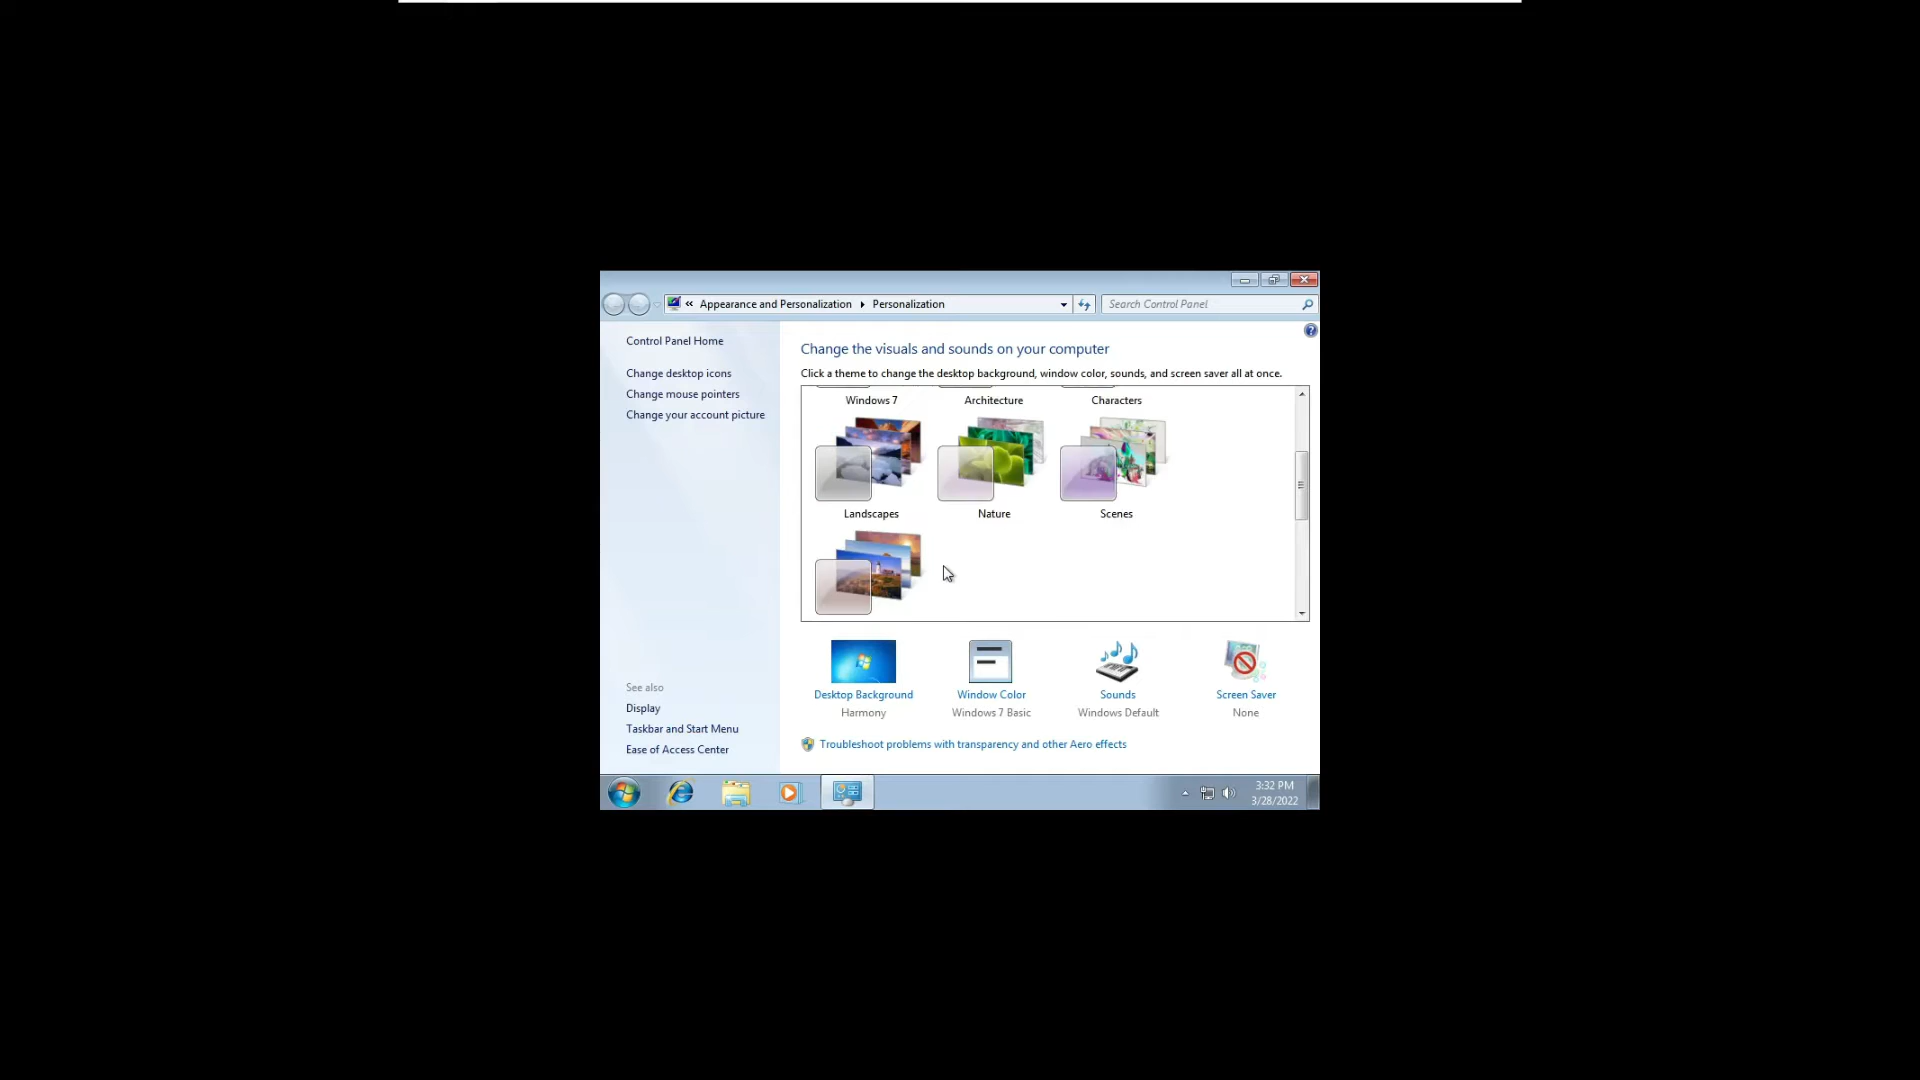 Appearance and Personalization
Personalization
Search Control Panel
Control Panel Home
Change desktop icons
Change mouse pointers
Change your account picture
Change the visuals and sounds on your computer
Click a theme to change the desktop background, window color, sounds, and screen saver all at once.
Windows 7
Architecture
Characters
Landscapes
Nature
Scenes
Desktop Background
Harmony
Window Color
Windows 7 Basic
Sounds
Windows Default
Screen Saver
None
See also
Display
Taskbar and Start Menu
Ease of Access Center
Troubleshoot problems with transparency and other Aero effects
3:32 PM
3/28/2022